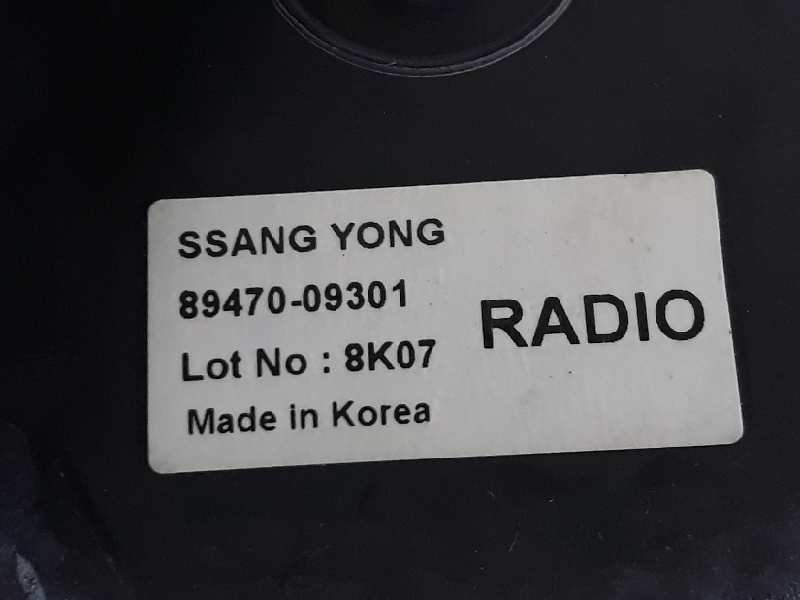 SSANG YONG
89470-09301
Lot No : 8K07
Made in Korea
RADIO